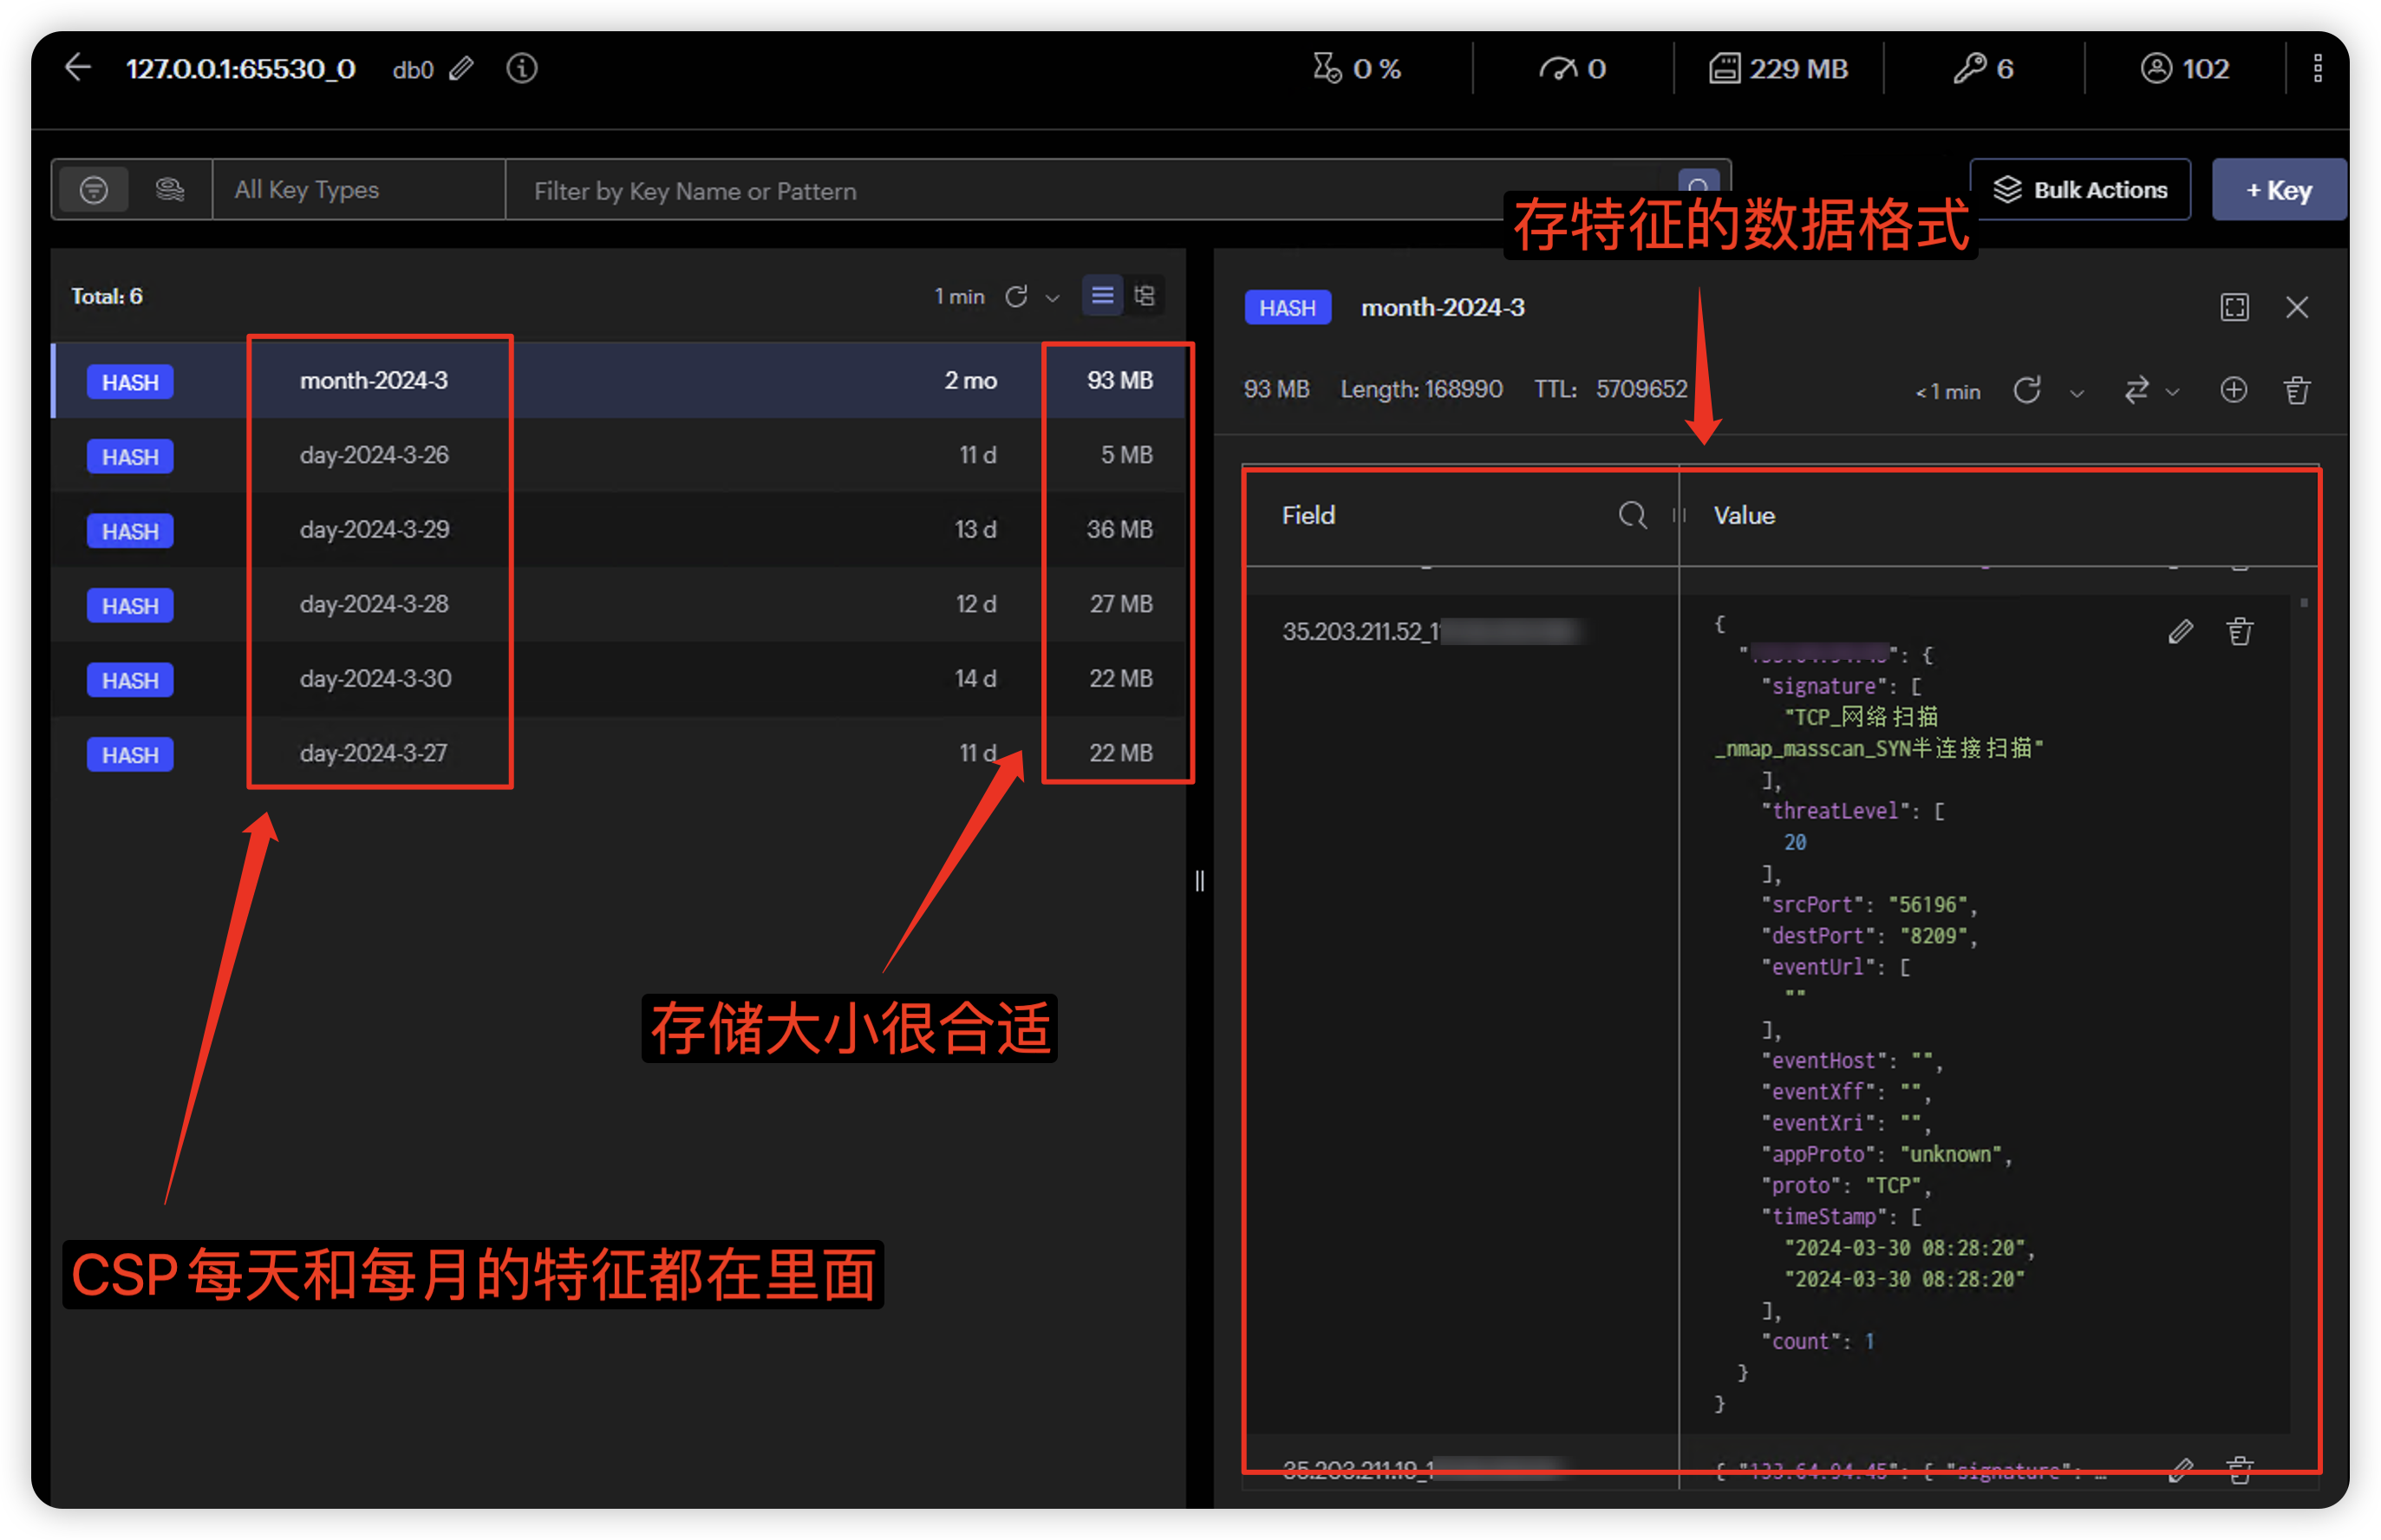 127.0.0.1:65530_0 db0 0 % 0 229 MB 6 102
All Key Types Filter by Key Name or Pattern Bulk Actions + Key
存特征的数据格式
Total: 6 1 min
HASH month-2024-3 2 mo 93 MB
HASH day-2024-3-26 11 d 5 MB
HASH day-2024-3-29 13 d 36 MB
HASH day-2024-3-28 12 d 27 MB
HASH day-2024-3-30 14 d 22 MB
HASH day-2024-3-27 11 d 22 MB
存储大小很合适
CSP 每天和每月的特征都在里面
HASH month-2024-3
93 MB Length: 168990 TTL: 5709652 < 1 min
Field Value
35.203.211.52_1
{
": {
"signature": [
"TCP_网络扫描
_nmap_masscan_SYN半连接扫描"
],
"threatLevel": [
20
],
"srcPort": "56196",
"destPort": "8209",
"eventUrl": [
""
],
"eventHost": "",
"eventXff": "",
"eventXri": "",
"appProto": "unknown",
"proto": "TCP",
"timeStamp": [
"2024-03-30 08:28:20",
"2024-03-30 08:28:20"
],
"count": 1
}
}
35.203.211.19_1 { "133.64.94.45": { "signature": …